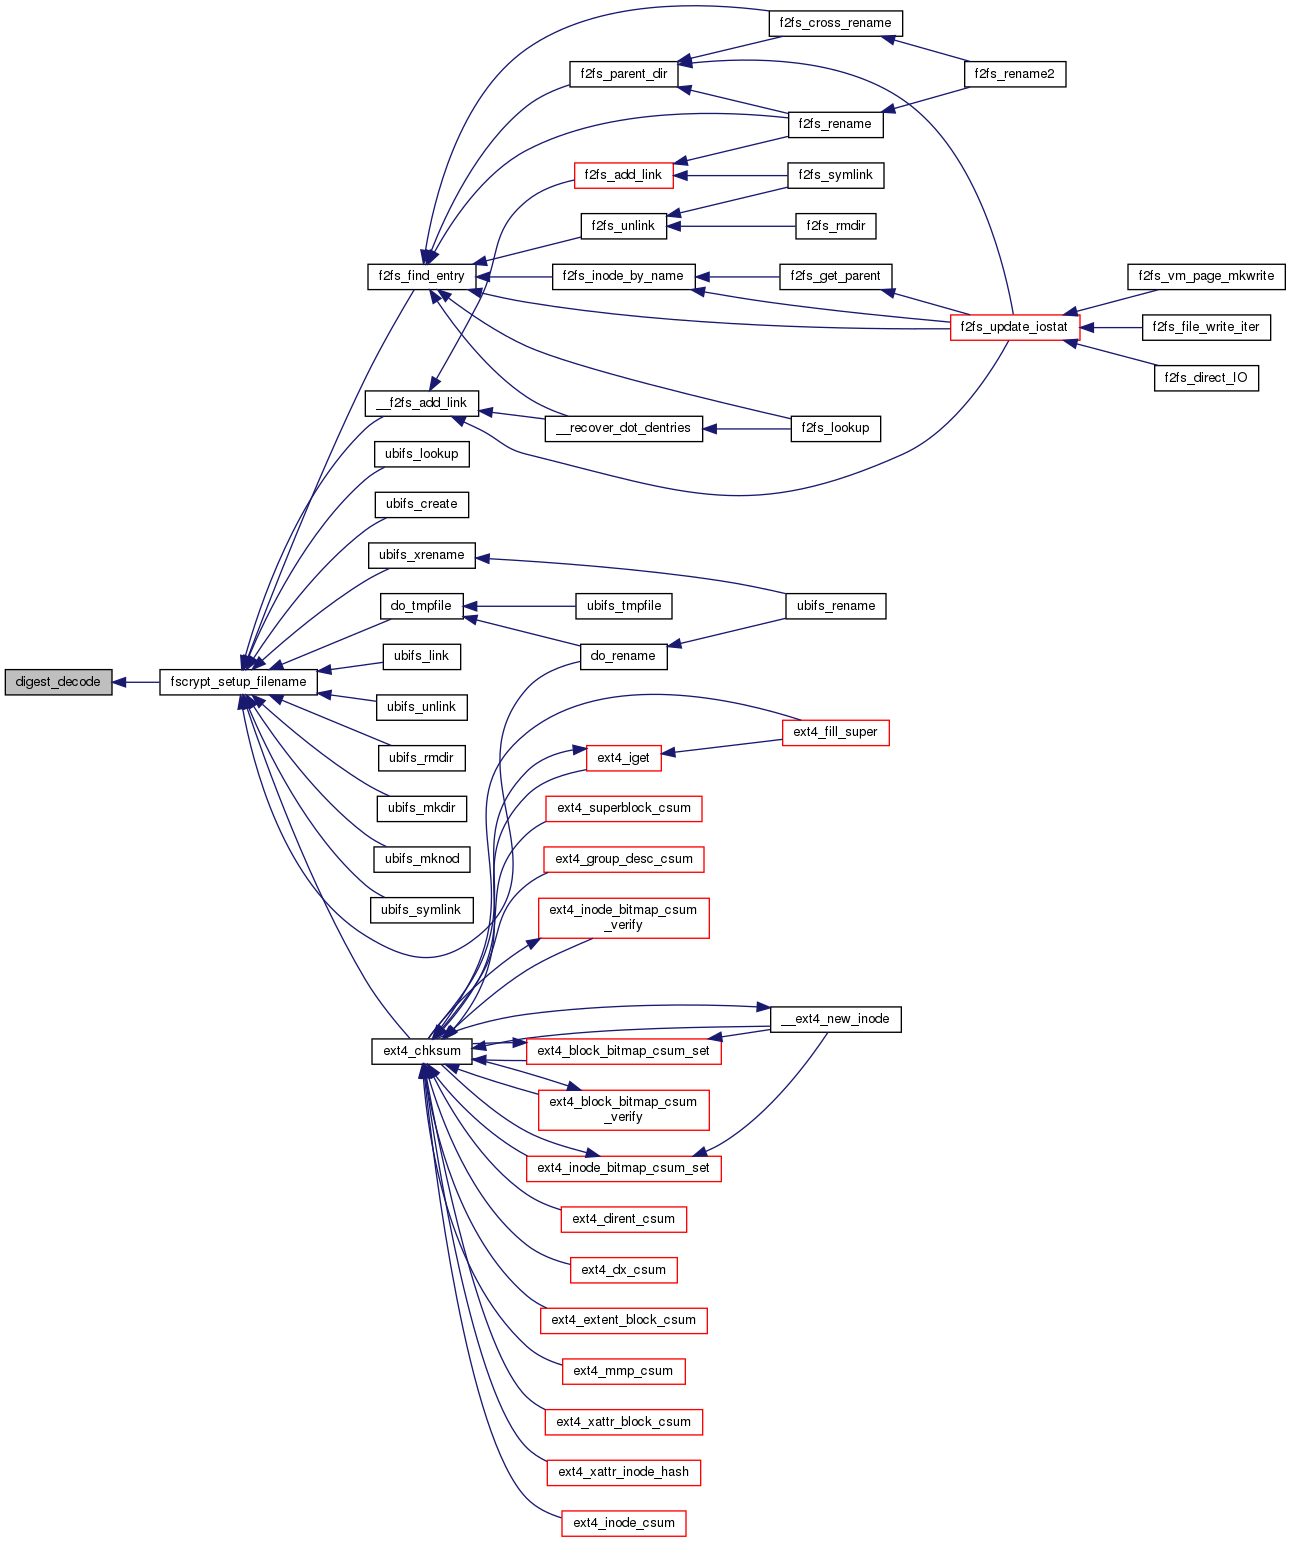 f2fs_cross_rename
f2fs_parent_dir
f2fs_rename2
f2fs_rename
f2fs_add_link
f2fs_symlink
f2fs_unlink
f2fs_rmdir
f2fs_find_entry
f2fs_inode_by_name
f2fs_get_parent
f2fs_vm_page_mkwrite
f2fs_update_iostat
f2fs_file_write_iter
f2fs_direct_IO
__f2fs_add_link
__recover_dot_dentries
f2fs_lookup
ubifs_lookup
ubifs_create
ubifs_xrename
do_tmpfile
ubifs_tmpfile
ubifs_rename
ubifs_link
do_rename
digest_decode
fscrypt_setup_filename
ubifs_unlink
ext4_fill_super
ubifs_rmdir
ext4_iget
ubifs_mkdir
ext4_superblock_csum
ubifs_mknod
ext4_group_desc_csum
ubifs_symlink
ext4_inode_bitmap_csum
_verify
__ext4_new_inode
ext4_chksum
ext4_block_bitmap_csum_set
ext4_block_bitmap_csum
_verify
ext4_inode_bitmap_csum_set
ext4_dirent_csum
ext4_dx_csum
ext4_extent_block_csum
ext4_mmp_csum
ext4_xattr_block_csum
ext4_xattr_inode_hash
ext4_inode_csum